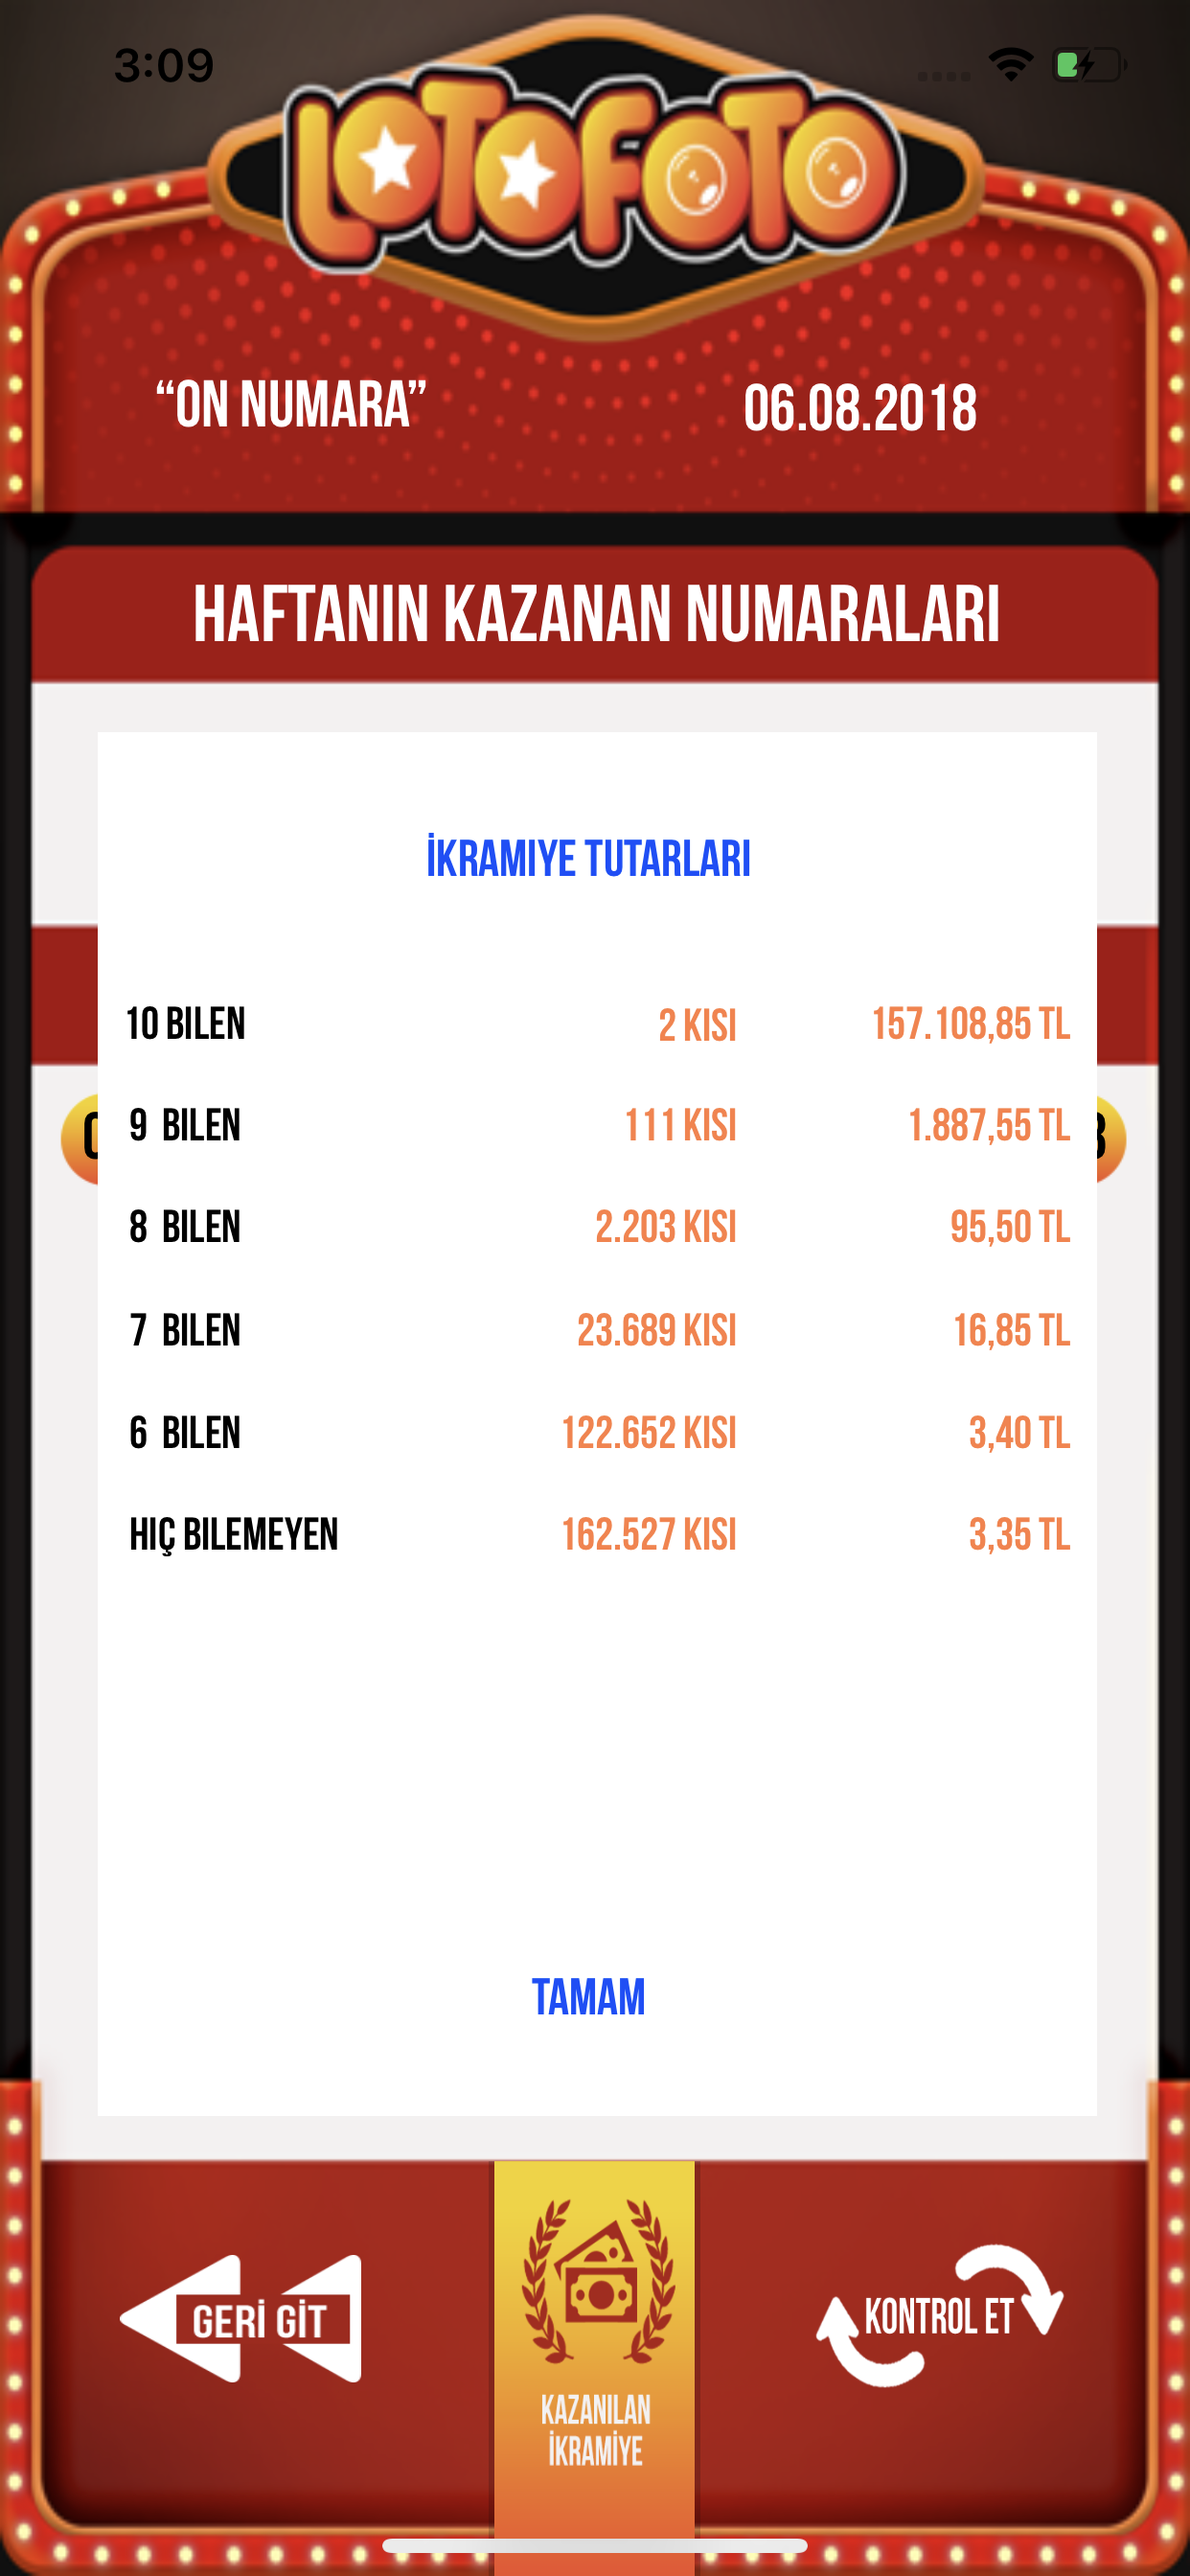 3:09
LOTOFOTO
“ON NUMARA” 06.08.2018
HAFTANIN KAZANAN NUMARALARI
İKRAMIYE TUTARLARI
10 BILEN 2 KISI 157.108,85 TL
9 BILEN 111 KISI 1.887,55 TL
8 BILEN 2.203 KISI 95,50 TL
7 BILEN 23.689 KISI 16,85 TL
6 BILEN 122.652 KISI 3,40 TL
HIÇ BILEMEYEN 162.527 KISI 3,35 TL
TAMAM
GERİ GİT
KONTROL ET
KAZANILAN
İKRAMİYE